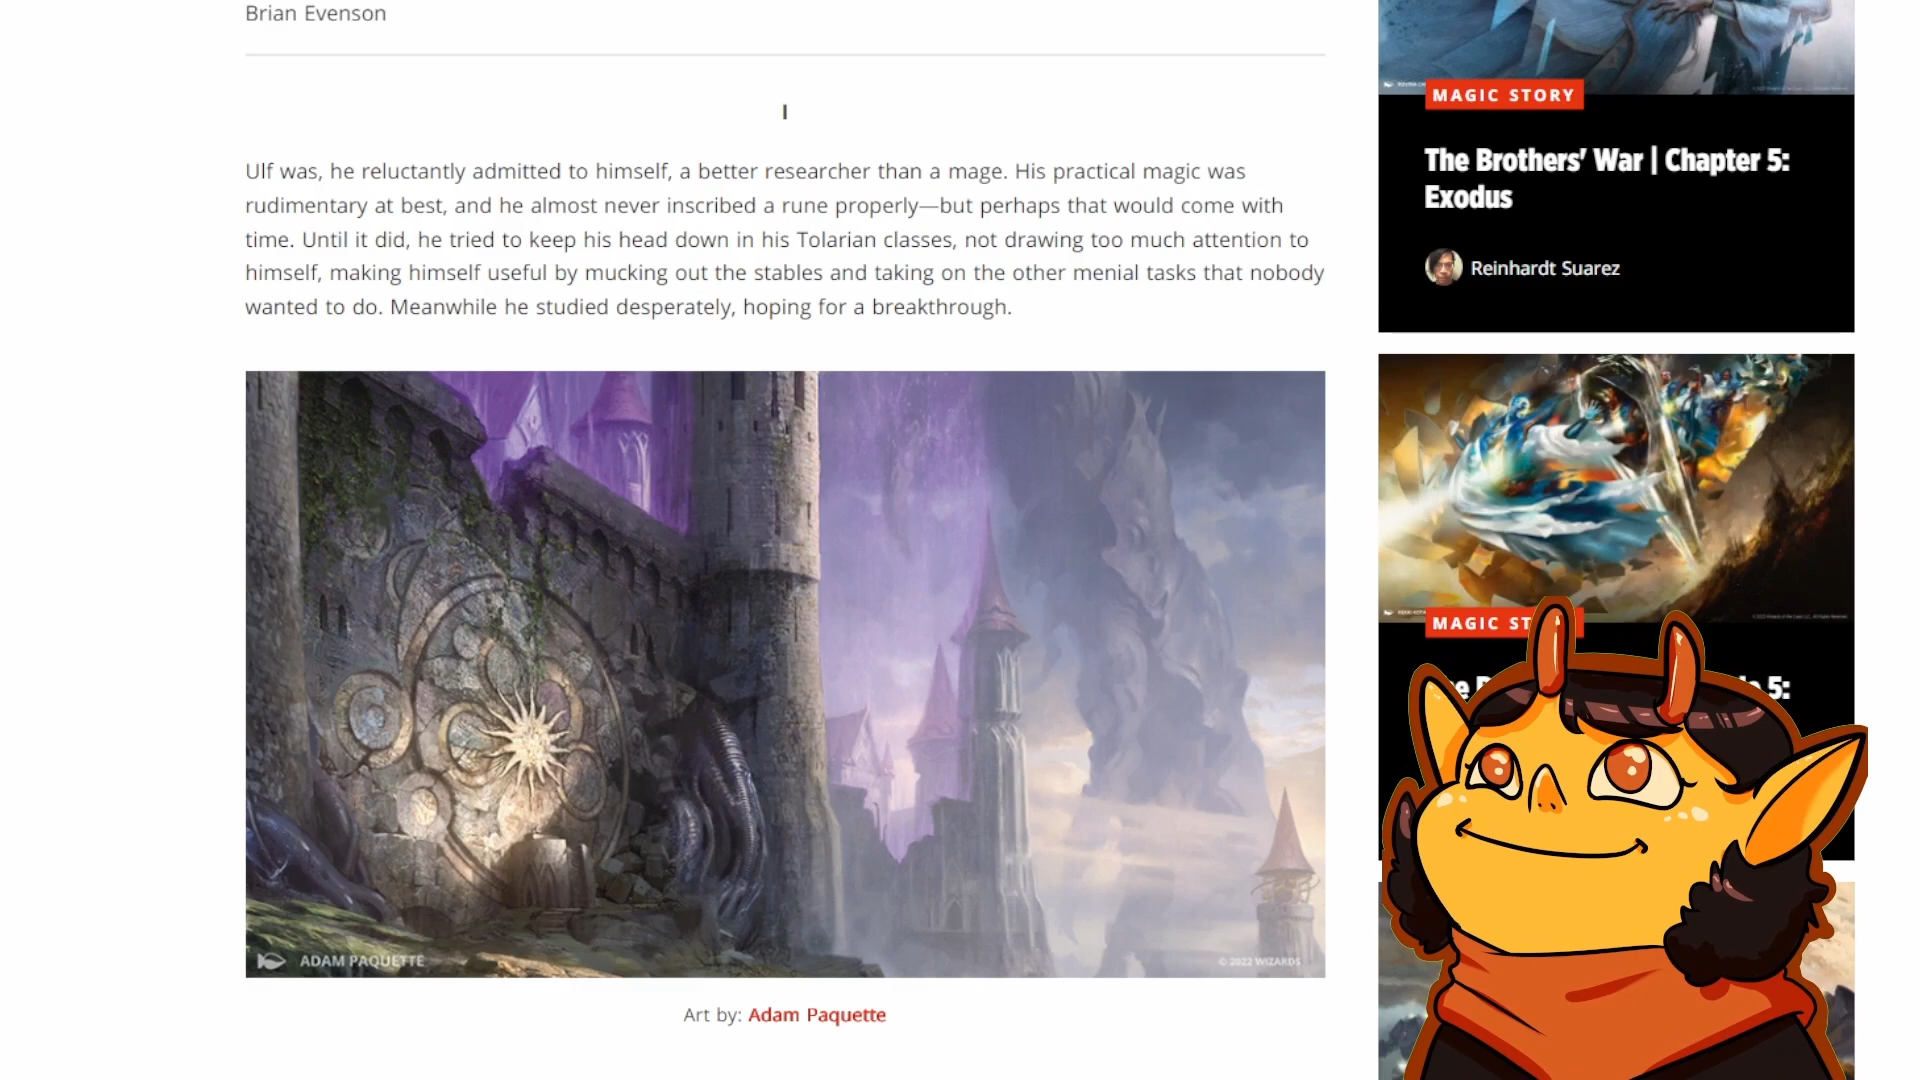 Brian Evenson
I
Ulf was, he reluctantly admitted to himself, a better researcher than a mage. His practical magic was
rudimentary at best, and he almost never inscribed a rune properly—but perhaps that would come with
time. Until it did, he tried to keep his head down in his Tolarian classes, not drawing too much attention to
himself, making himself useful by mucking out the stables and taking on the other menial tasks that nobody
wanted to do. Meanwhile he studied desperately, hoping for a breakthrough.
ADAM PAQUETTE
© 2022 WIZARDS
Art by: Adam Paquette
MAGIC STORY
The Brothers' War | Chapter 5:
Exodus
Reinhardt Suarez
MAGIC ST
5: